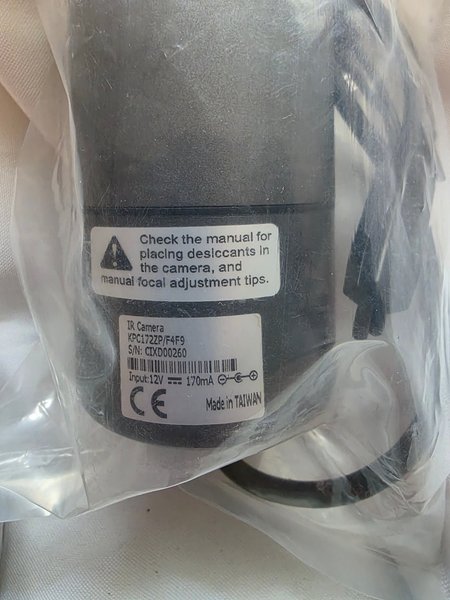 Check the manual for
placing desiccants in
the camera, and
manual focal adjustment tips.
IR Camera
KPC172ZP/F4F9
S/N: CIXD00260
Input:12V 170mA
CE
Made in TAIWAN